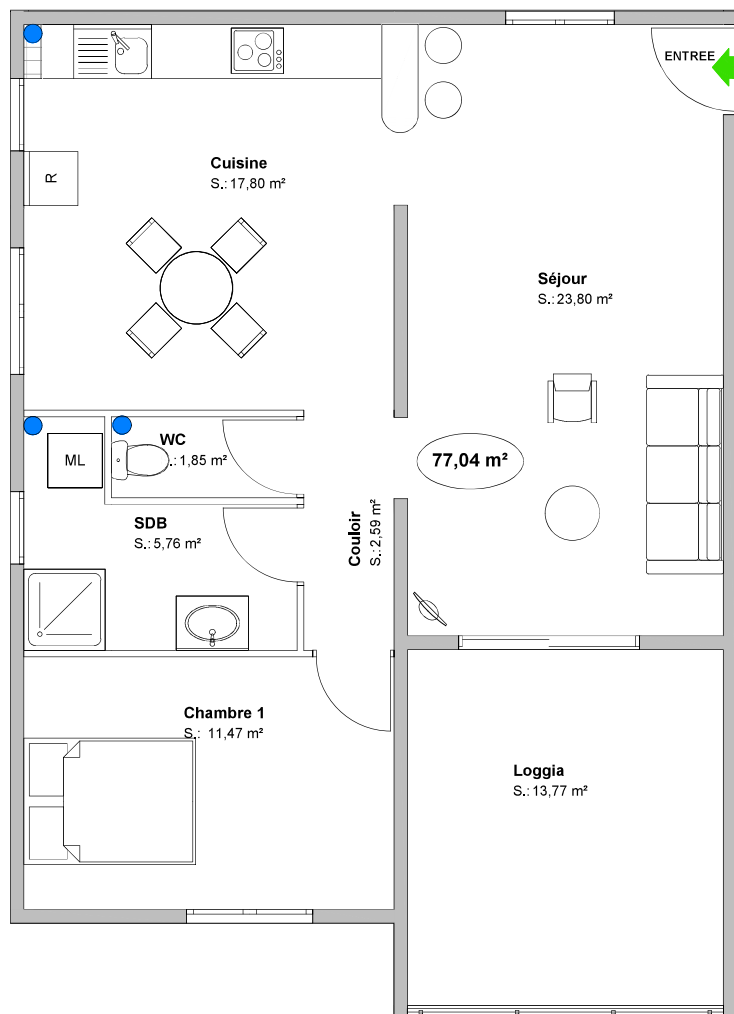 ENTREE
Cuisine
S.: 17,80 m²
R
Séjour
S.: 23,80 m²
WC
.: 1,85 m²
ML
77,04 m²
SDB
S.: 5,76 m²
Couloir
S.: 2,59 m²
Chambre 1
S.: 11,47 m²
Loggia
S.: 13,77 m²